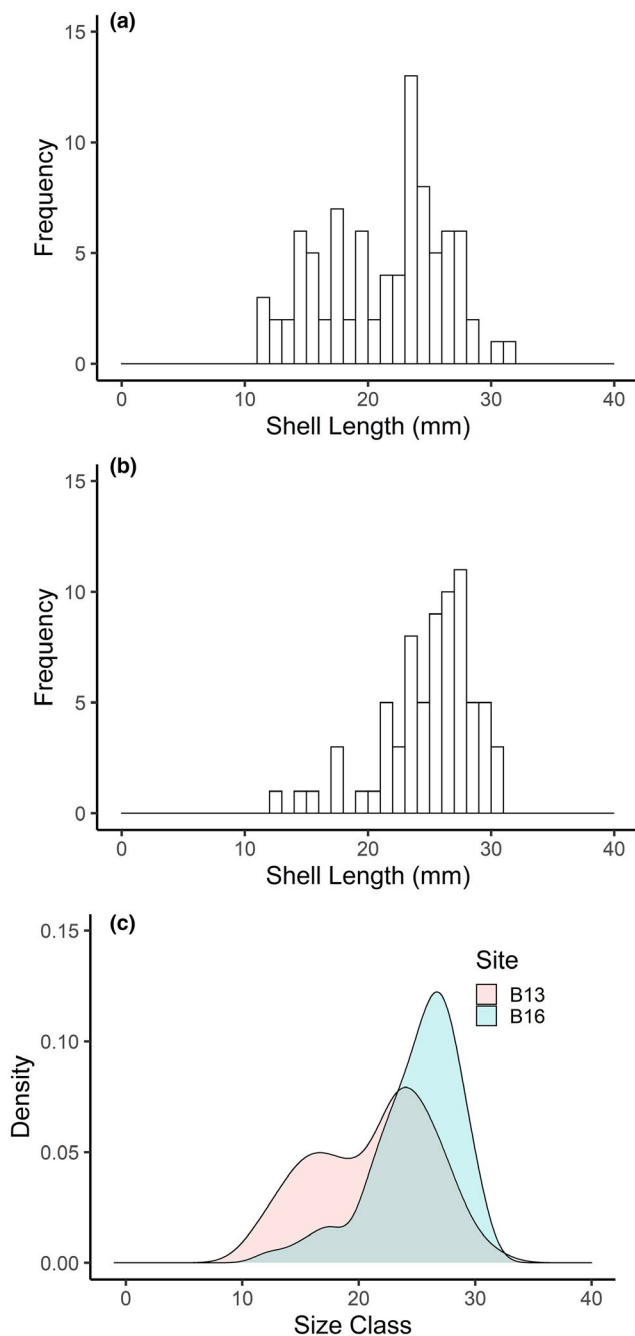 (a)
15
10
5
0
Frequency
0 10 20 30 40
Shell Length (mm)
(b)
15
10
5
0
Frequency
0 10 20 30 40
Shell Length (mm)
(c)
0.15
0.10
0.05
0.00
Density
Site
B13
B16
0 10 20 30 40
Size Class